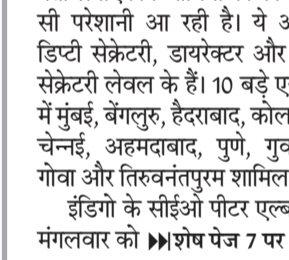 सी परेशानी आ रही है। ये
डिप्टी सेक्रेटरी, डायरेक्टर और
सेक्रेटरी लेवल के हैं। 10 बड़े
में मुंबई, बेंगलुरु, हैदराबाद,
चेन्नई, अहमदाबाद, पुणे,
गोवा और तिरुवनंतपुरम शामिल
इंडिगो के सीईओ पीटर
मंगलवार को ▶▶|शेष पेज 7 पर